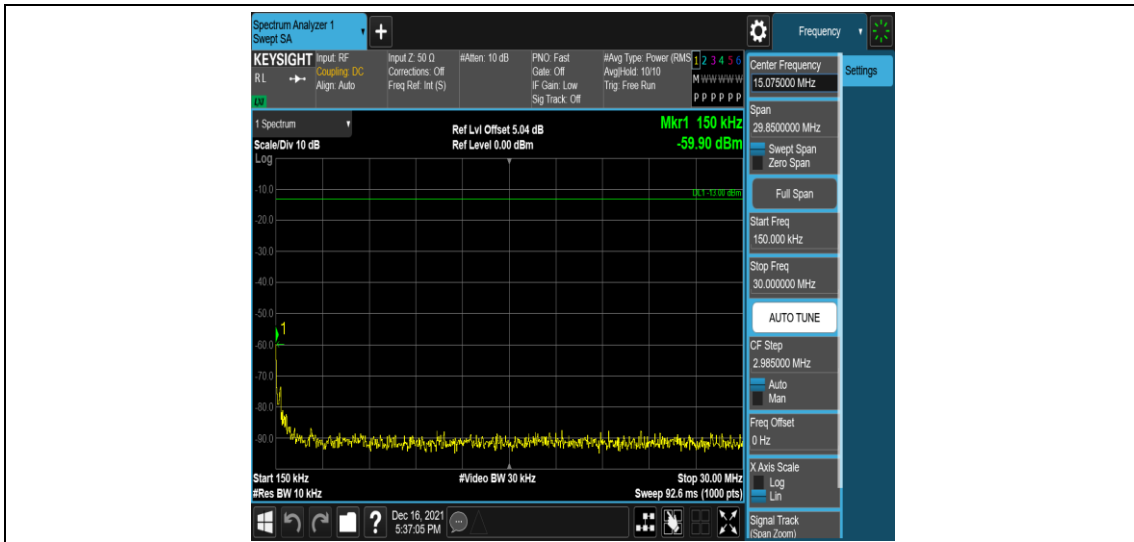 Spectrum Analyzer 1
Swept SA
+
Frequency
KEYSIGHT
RL
LXI
Input: RF
Coupling: DC
Align: Auto
Input Z: 50 Ω
Corrections: Off
Freq Ref: Int (S)
#Atten: 10 dB
PNO: Fast
Gate: Off
IF Gain: Low
Sig Track: Off
#Avg Type: Power (RMS
Avg|Hold: 10/10
Trig: Free Run
1 2 3 4 5 6
M W W W W W
P P P P P P
Center Frequency
15.075000 MHz
Settings
Span
29.8500000 MHz
Swept Span
Zero Span
Full Span
Start Freq
150.000 kHz
Stop Freq
30.000000 MHz
AUTO TUNE
CF Step
2.985000 MHz
Auto
Man
Freq Offset
0 Hz
X Axis Scale
Log
Lin
Signal Track
(Span Zoom)
1 Spectrum
Scale/Div 10 dB
Ref Lvl Offset 5.04 dB
Ref Level 0.00 dBm
Mkr1 150 kHz
-59.90 dBm
Log
-10.0
DL1 -13.00 dBm
-20.0
-30.0
-40.0
-50.0
1
-60.0
-70.0
-80.0
-90.0
Start 150 kHz
#Video BW 30 kHz
Stop 30.00 MHz
#Res BW 10 kHz
Sweep 92.6 ms (1000 pts)
?
Dec 16, 2021
5:37:05 PM